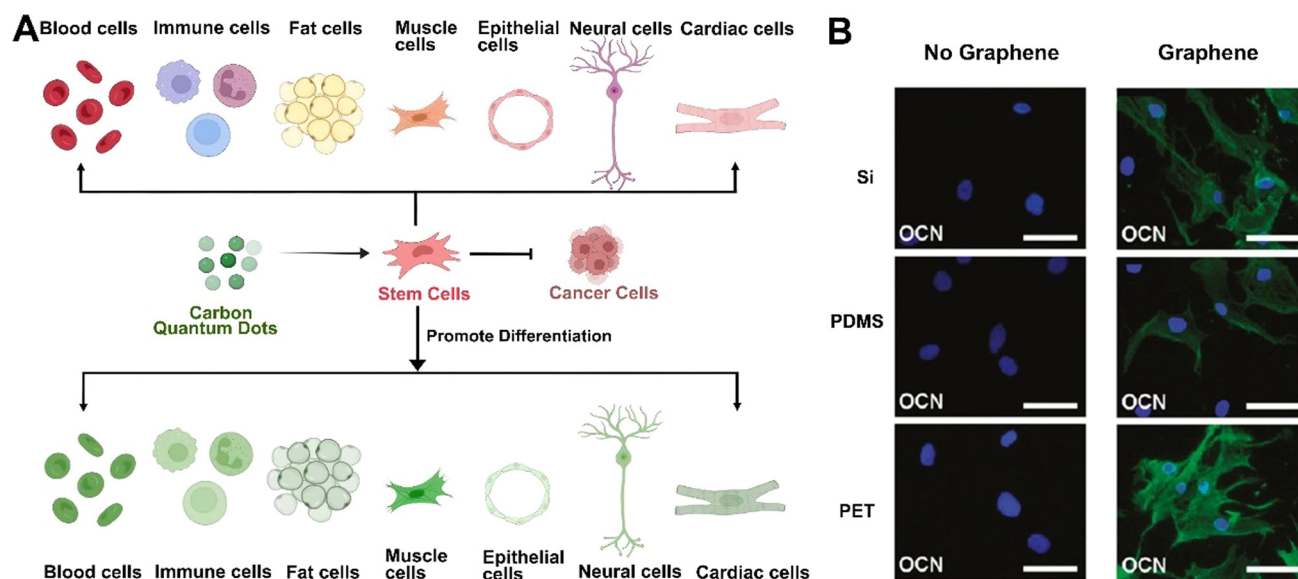 A
Blood cells
Immune cells
Fat cells
Muscle
cells
Epithelial
cells
Neural cells
Cardiac cells
Carbon
Quantum Dots
Stem Cells
Cancer Cells
Promote Differentiation
Blood cells
Immune cells
Fat cells
Muscle
cells
Epithelial
cells
Neural cells
Cardiac cells
B
No Graphene
Graphene
Si
OCN
OCN
PDMS
OCN
OCN
PET
OCN
OCN